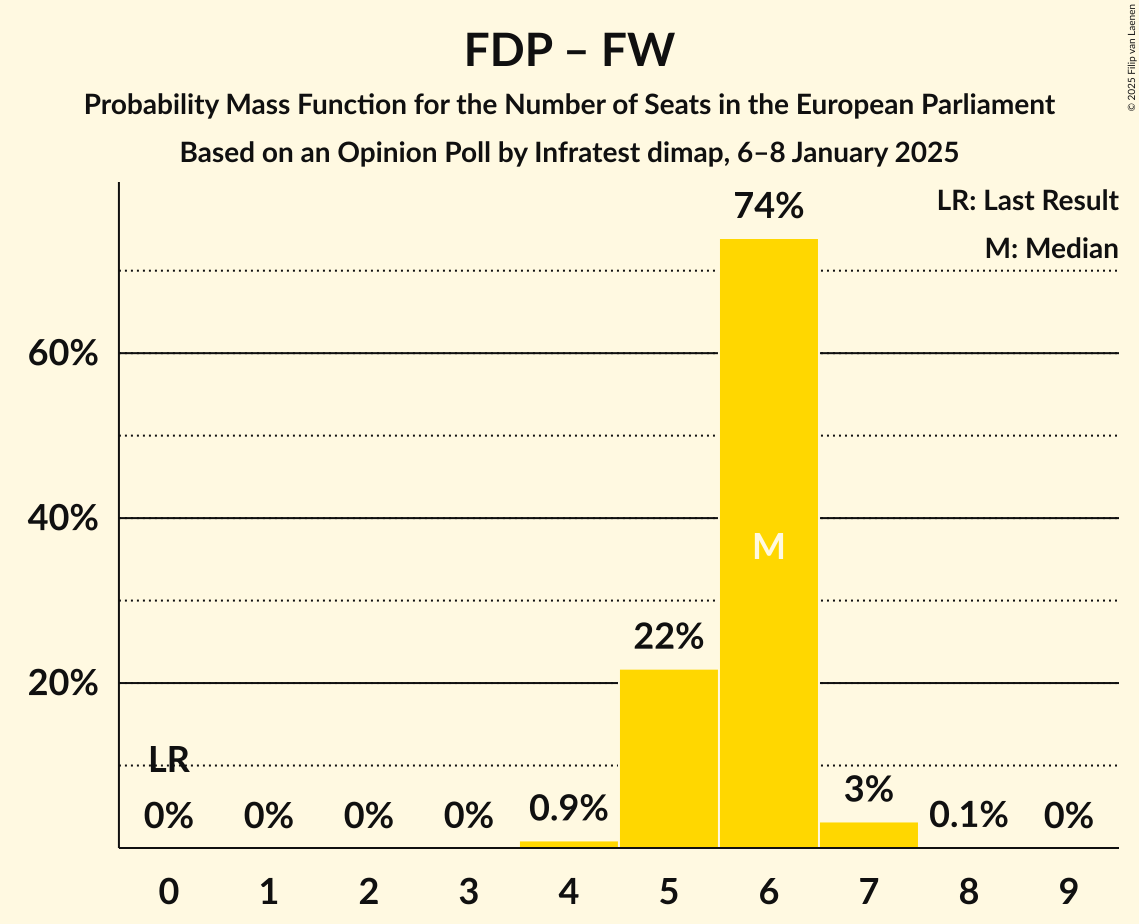 FDP – FW
Probability Mass Function for the Number of Seats in the European Parliament
Based on an Opinion Poll by Infratest dimap, 6–8 January 2025
© 2025 Filip van Laenen
LR: Last Result
M: Median
74%
60%
40%
M
22%
20%
LR
0% 0% 0% 0% 0.9% 3% 0.1% 0%
0 1 2 3 4 5 6 7 8 9